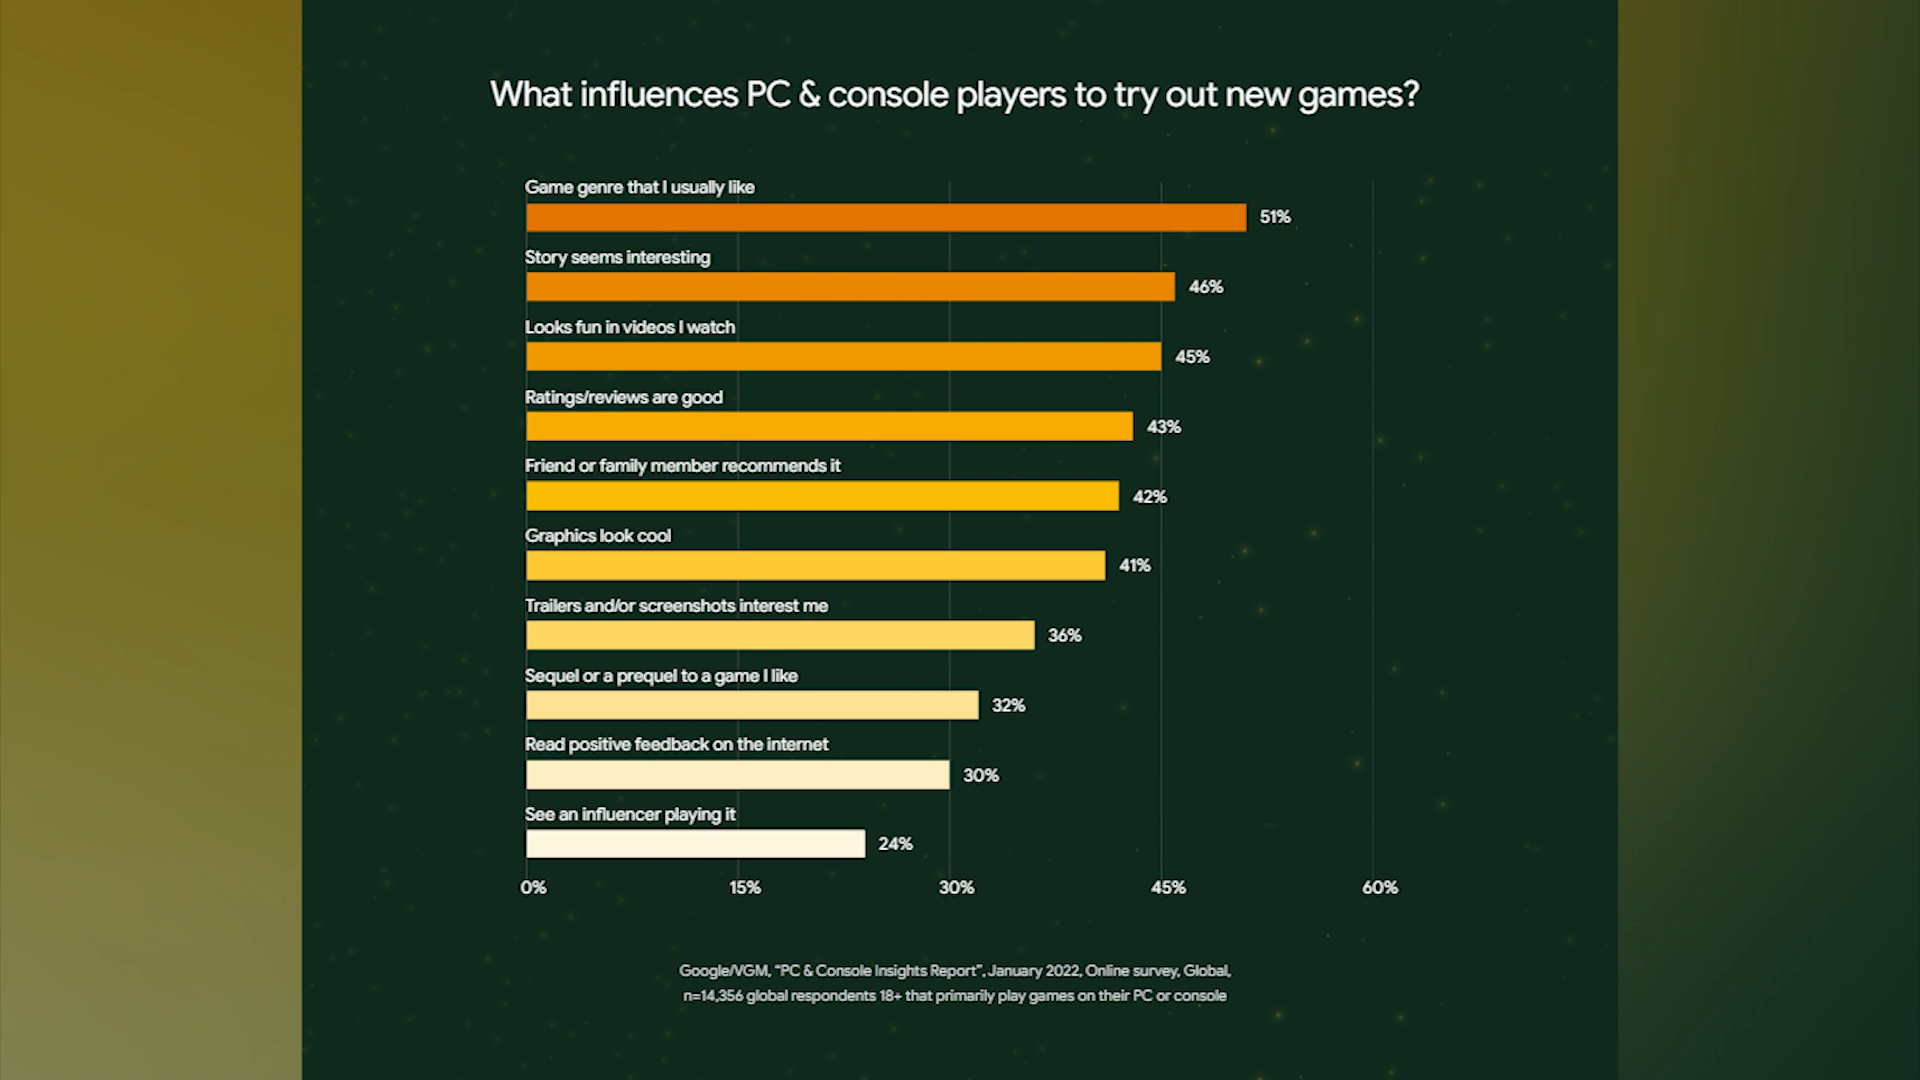 What influences PC & console players to try out new games?
Game genre that I usually like
51%
Story seems interesting
46%
Looks fun in videos I watch
45%
Ratings/reviews are good
43%
Friend or family member recommends it
42%
Graphics look cool
41%
Trailers and/or screenshots interest me
36%
Sequel or a prequel to a game I like
32%
Read positive feedback on the internet
30%
See an influencer playing it
24%
0% 15% 30% 45% 60%
Google/VGM, “PC & Console Insights Report”, January 2022, Online survey, Global,
n=14,356 global respondents 18+ that primarily play games on their PC or console